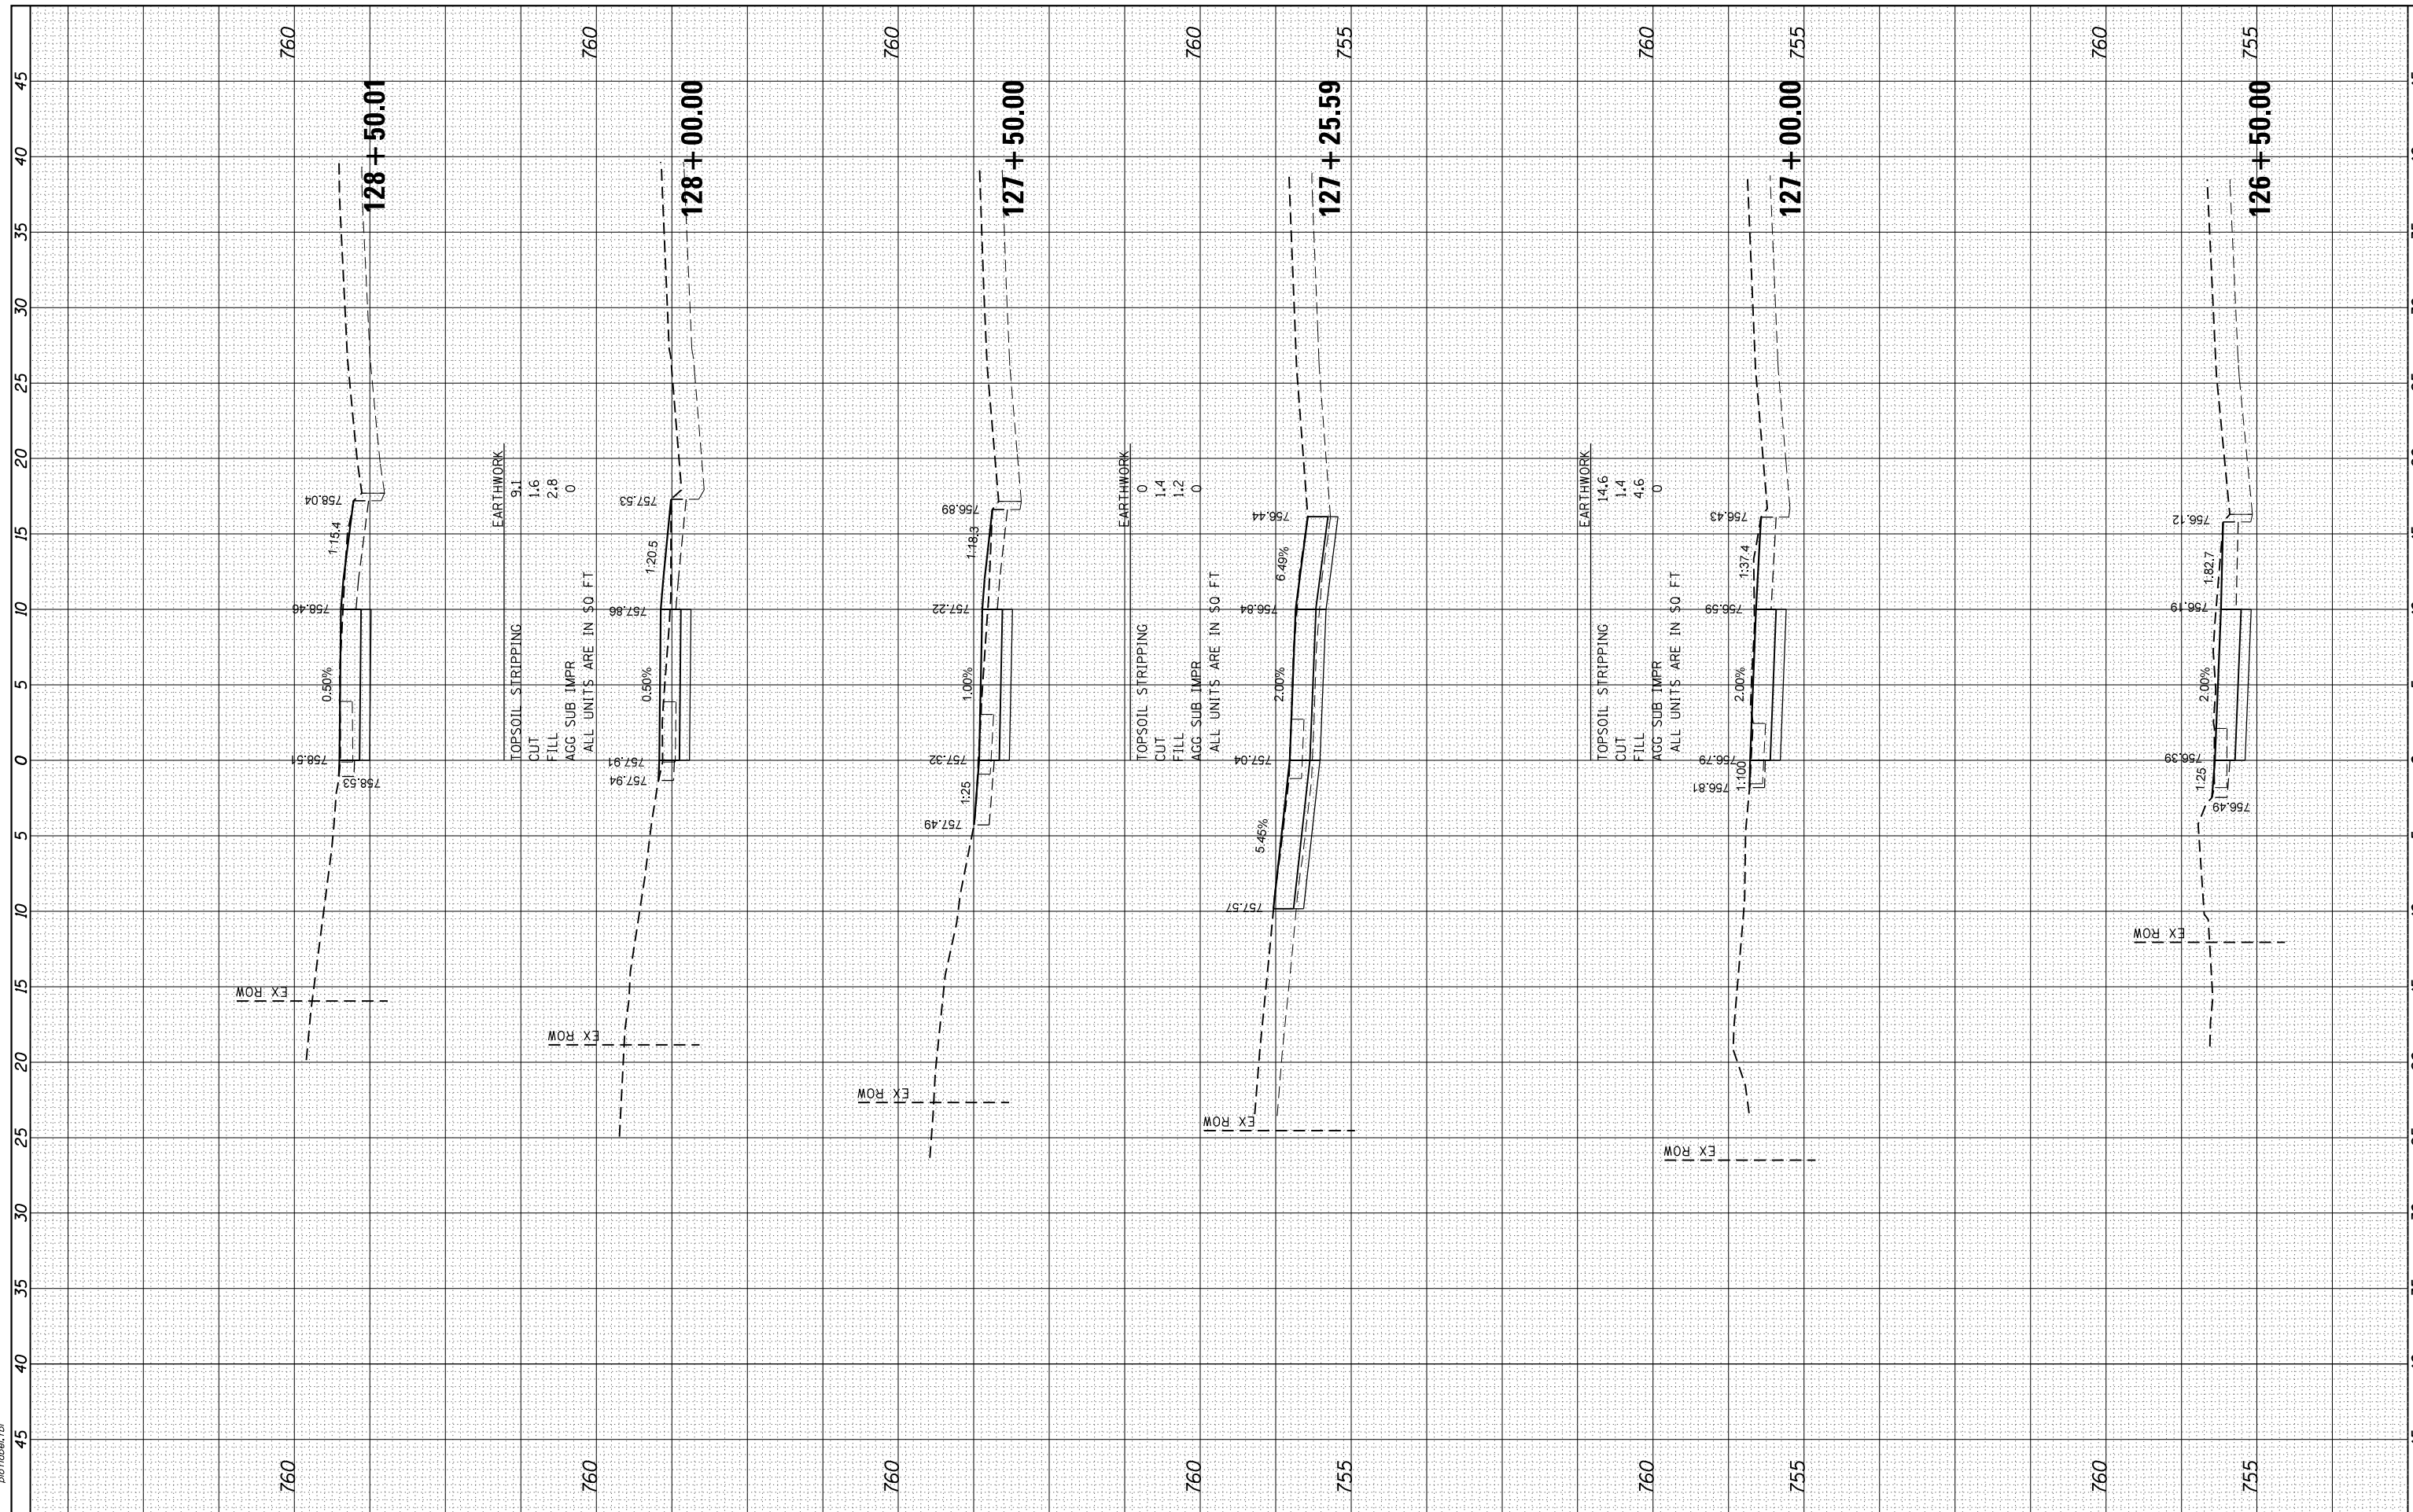 45 40 35 30 25 20 15 10 5 0 5 10 15 20 25 30 35 40 45
760 760
EX ROW
758.53
758.51
0.50%
758.46
1:15.4
758.04
128+50.01
EARTHWORK
TOPSOIL STRIPPING 9.1
CUT 1.6
FILL 2.8
AGG SUB IMPR 0
ALL UNITS ARE IN SQ FT
760 760
EX ROW
757.94
757.91
0.50%
757.86
1:20.5
757.53
128+00.00
760 760
EX ROW
757.49
1:25
757.32
1.00%
757.22
1:18.3
756.89
127+50.00
EARTHWORK
TOPSOIL STRIPPING 0
CUT 1.4
FILL 1.2
AGG SUB IMPR 0
ALL UNITS ARE IN SQ FT
760 760
EX ROW
757.57
5.45%
757.04
2.00%
756.84
6.49%
756.44
127+25.59
755 755
EARTHWORK
TOPSOIL STRIPPING 14.6
CUT 1.4
FILL 4.6
AGG SUB IMPR 0
ALL UNITS ARE IN SQ FT
760 760
EX ROW
756.81
1:100
756.79
2.00%
756.59
1:37.4
756.43
127+00.00
755 755
760 760
EX ROW
756.49
1:25
756.39
2.00%
756.19
1:82.7
756.12
126+50.00
755 755